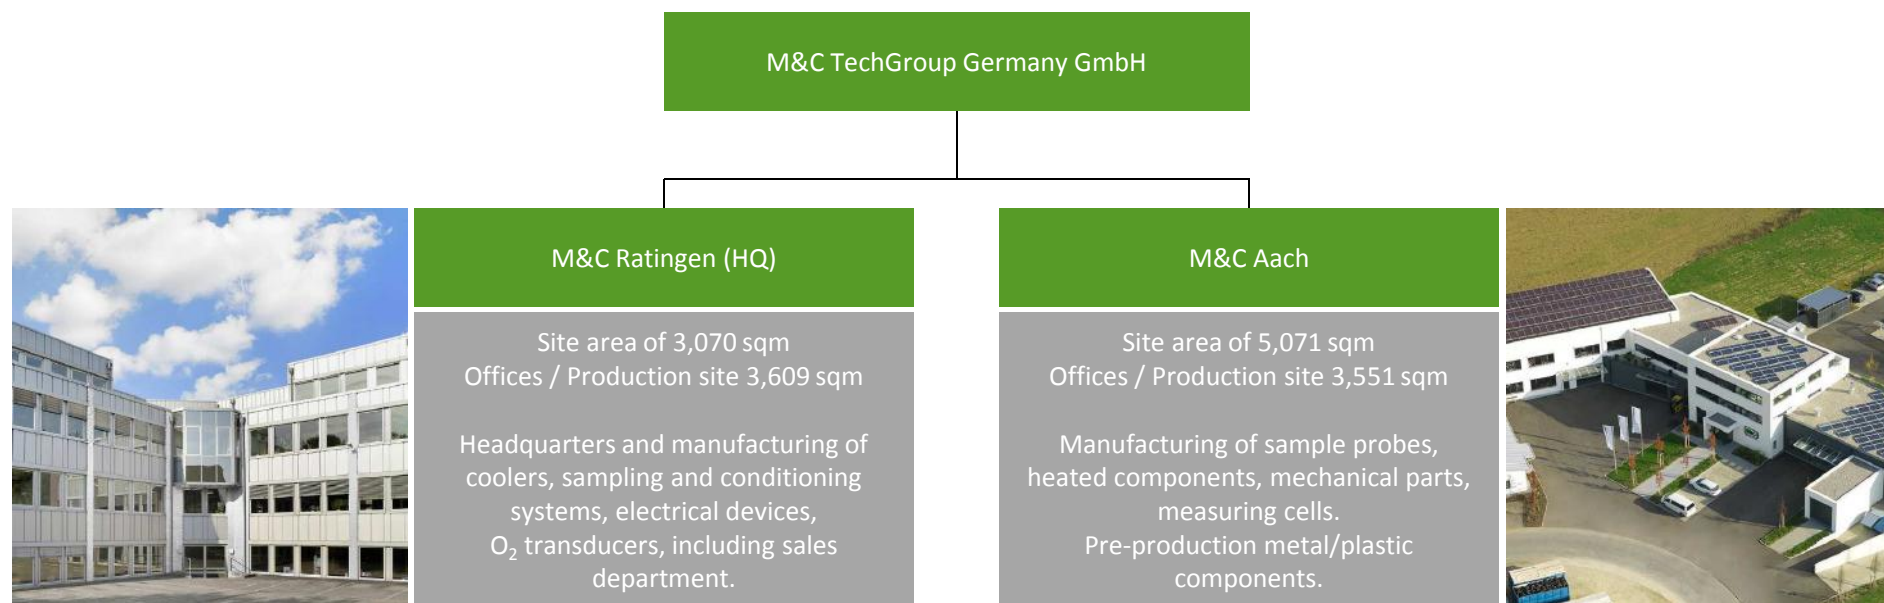 M&C TechGroup Germany GmbH
M&C Ratingen (HQ)
Site area of 3,070 sqm
Offices / Production site 3,609 sqm
Headquarters and manufacturing of
coolers, sampling and conditioning
systems, electrical devices,
O₂ transducers, including sales
department.
M&C Aach
Site area of 5,071 sqm
Offices / Production site 3,551 sqm
Manufacturing of sample probes,
heated components, mechanical parts,
measuring cells.
Pre-production metal/plastic
components.